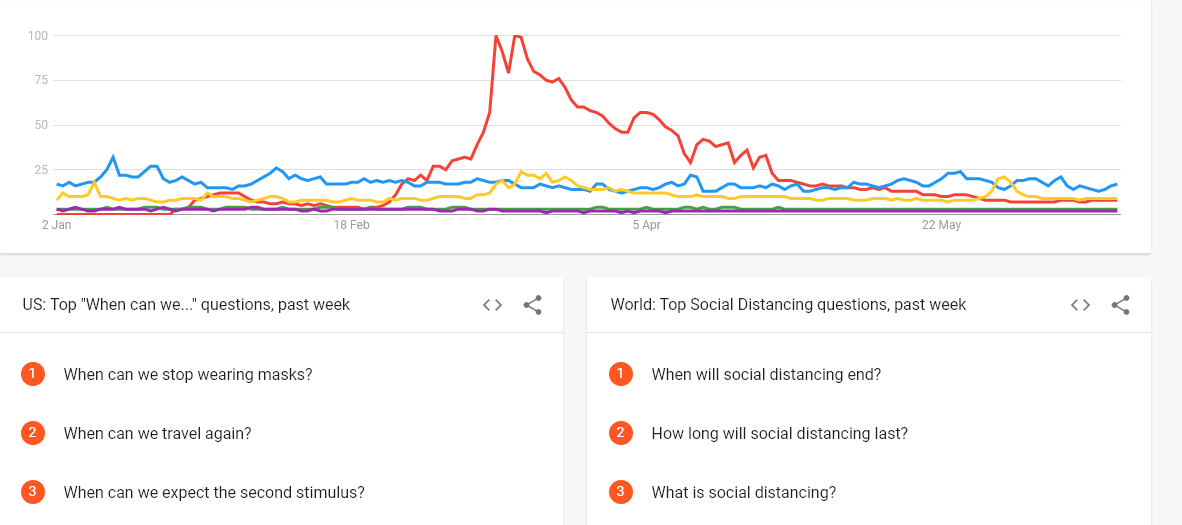 100
75
50
25
2 Jan
18 Feb
5 Apr
22 May
US: Top "When can we..." questions, past week
1 When can we stop wearing masks?
2 When can we travel again?
3 When can we expect the second stimulus?
World: Top Social Distancing questions, past week
1 When will social distancing end?
2 How long will social distancing last?
3 What is social distancing?